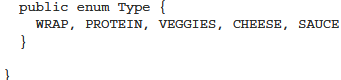 public enum Type {
WRAP, PROTEIN, VEGGIES, CHEESE, SAUCE
}
}